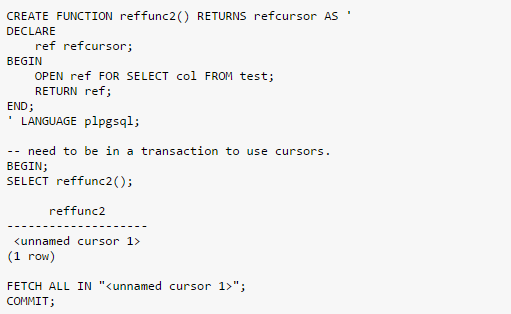 CREATE FUNCTION reffunc2() RETURNS refcursor AS '
DECLARE
    ref refcursor;
BEGIN
    OPEN ref FOR SELECT col FROM test;
    RETURN ref;
END;
' LANGUAGE plpgsql;

-- need to be in a transaction to use cursors.
BEGIN;
SELECT reffunc2();

      reffunc2
--------------------
 <unnamed cursor 1>
(1 row)

FETCH ALL IN "<unnamed cursor 1>";
COMMIT;